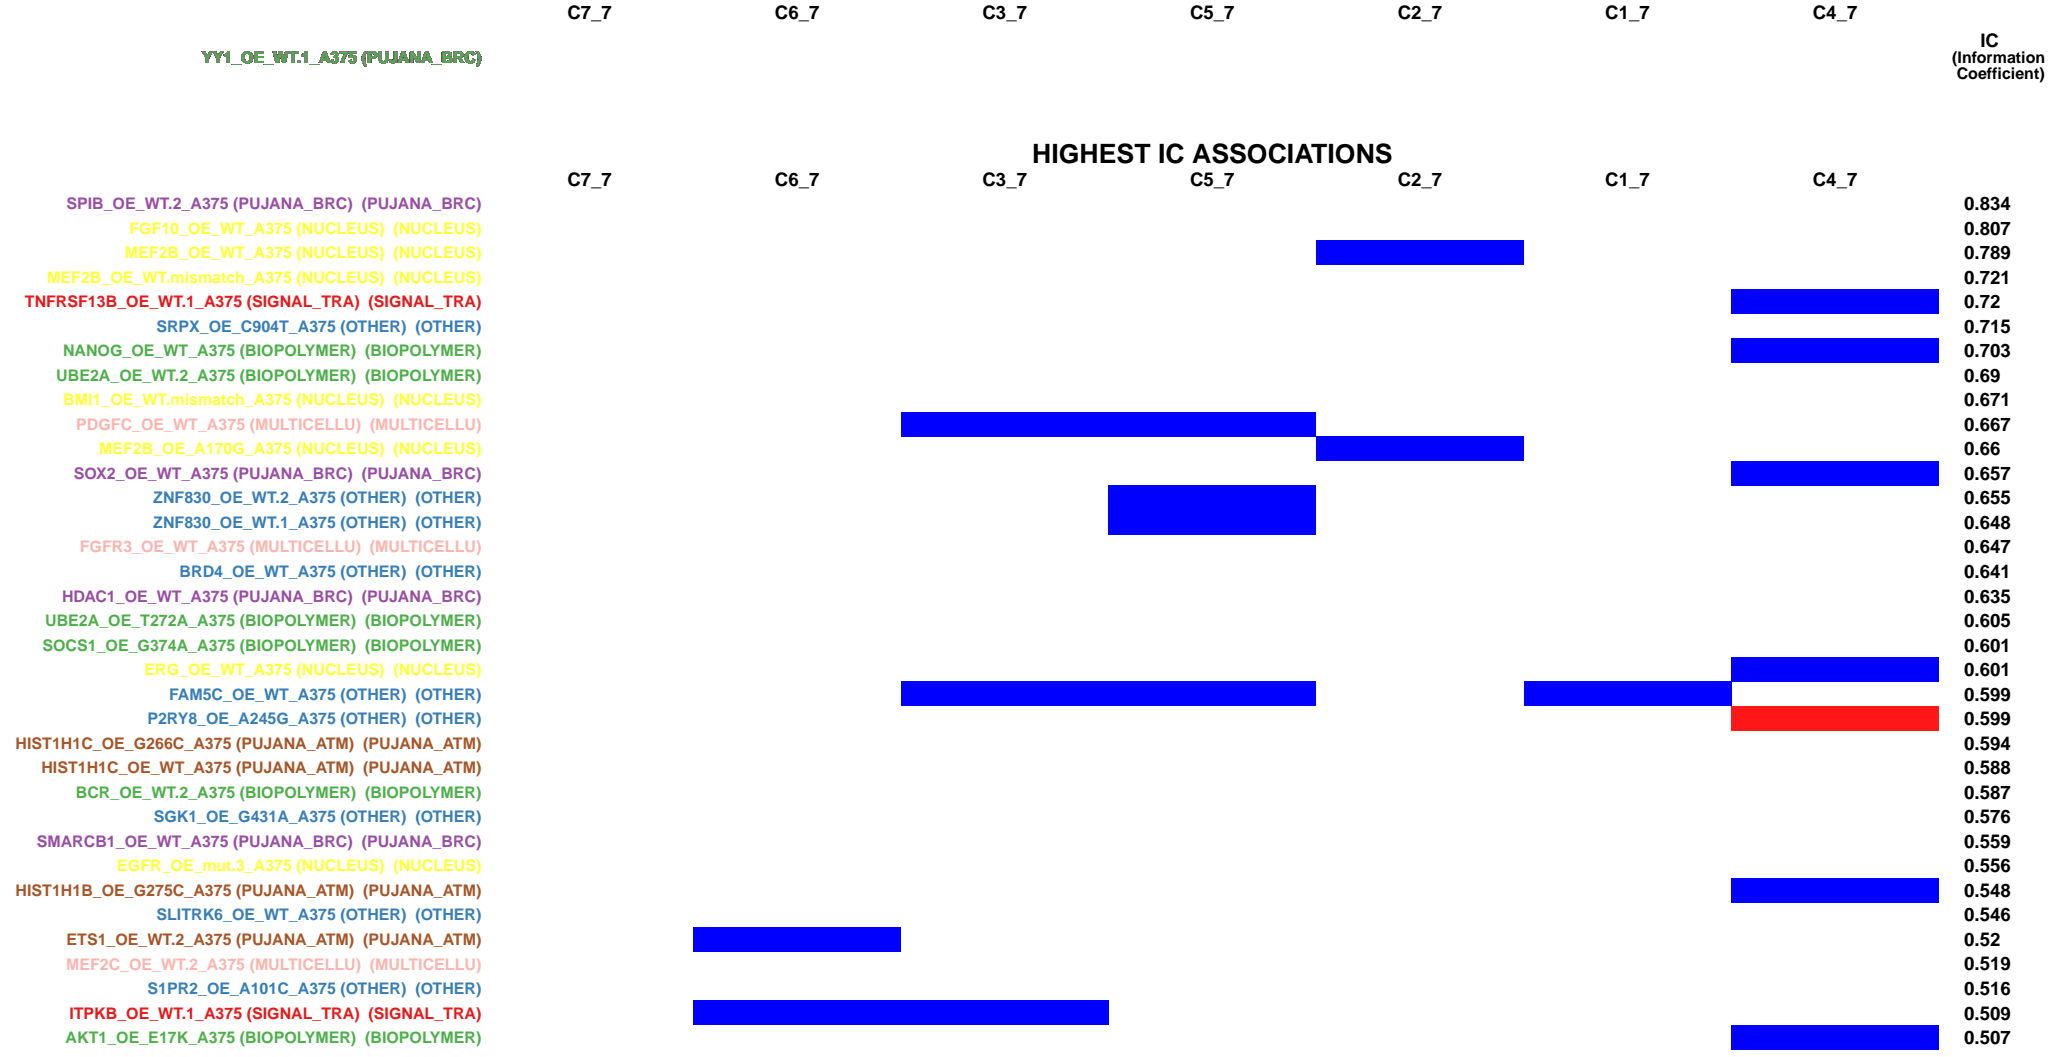 C7_7 C6_7 C3_7 C5_7 C2_7 C1_7 C4_7
YY1_OE_WT.1_A375 (PUJANA_BRC)
IC
(Information
Coefficient)
HIGHEST IC ASSOCIATIONS
C7_7 C6_7 C3_7 C5_7 C2_7 C1_7 C4_7
SPIB_OE_WT.2_A375 (PUJANA_BRC) (PUJANA_BRC) 0.834
FGF10_OE_WT_A375 (NUCLEUS) (NUCLEUS) 0.807
MEF2B_OE_WT_A375 (NUCLEUS) (NUCLEUS) 0.789
MEF2B_OE_WT.mismatch_A375 (NUCLEUS) (NUCLEUS) 0.721
TNFRSF13B_OE_WT.1_A375 (SIGNAL_TRA) (SIGNAL_TRA) 0.72
SRPX_OE_C904T_A375 (OTHER) (OTHER) 0.715
NANOG_OE_WT_A375 (BIOPOLYMER) (BIOPOLYMER) 0.703
UBE2A_OE_WT.2_A375 (BIOPOLYMER) (BIOPOLYMER) 0.69
BMI1_OE_WT.mismatch_A375 (NUCLEUS) (NUCLEUS) 0.671
PDGFC_OE_WT_A375 (MULTICELLU) (MULTICELLU) 0.667
MEF2B_OE_A170G_A375 (NUCLEUS) (NUCLEUS) 0.66
SOX2_OE_WT_A375 (PUJANA_BRC) (PUJANA_BRC) 0.657
ZNF830_OE_WT.2_A375 (OTHER) (OTHER) 0.655
ZNF830_OE_WT.1_A375 (OTHER) (OTHER) 0.648
FGFR3_OE_WT_A375 (MULTICELLU) (MULTICELLU) 0.647
BRD4_OE_WT_A375 (OTHER) (OTHER) 0.641
HDAC1_OE_WT_A375 (PUJANA_BRC) (PUJANA_BRC) 0.635
UBE2A_OE_T272A_A375 (BIOPOLYMER) (BIOPOLYMER) 0.605
SOCS1_OE_G374A_A375 (BIOPOLYMER) (BIOPOLYMER) 0.601
ERG_OE_WT_A375 (NUCLEUS) (NUCLEUS) 0.601
FAM5C_OE_WT_A375 (OTHER) (OTHER) 0.599
P2RY8_OE_A245G_A375 (OTHER) (OTHER) 0.599
HIST1H1C_OE_G266C_A375 (PUJANA_ATM) (PUJANA_ATM) 0.594
HIST1H1C_OE_WT_A375 (PUJANA_ATM) (PUJANA_ATM) 0.588
BCR_OE_WT.2_A375 (BIOPOLYMER) (BIOPOLYMER) 0.587
SGK1_OE_G431A_A375 (OTHER) (OTHER) 0.576
SMARCB1_OE_WT_A375 (PUJANA_BRC) (PUJANA_BRC) 0.559
EGFR_OE_mut.3_A375 (NUCLEUS) (NUCLEUS) 0.556
HIST1H1B_OE_G275C_A375 (PUJANA_ATM) (PUJANA_ATM) 0.548
SLITRK6_OE_WT_A375 (OTHER) (OTHER) 0.546
ETS1_OE_WT.2_A375 (PUJANA_ATM) (PUJANA_ATM) 0.52
MEF2C_OE_WT.2_A375 (MULTICELLU) (MULTICELLU) 0.519
S1PR2_OE_A101C_A375 (OTHER) (OTHER) 0.516
ITPKB_OE_WT.1_A375 (SIGNAL_TRA) (SIGNAL_TRA) 0.509
AKT1_OE_E17K_A375 (BIOPOLYMER) (BIOPOLYMER) 0.507